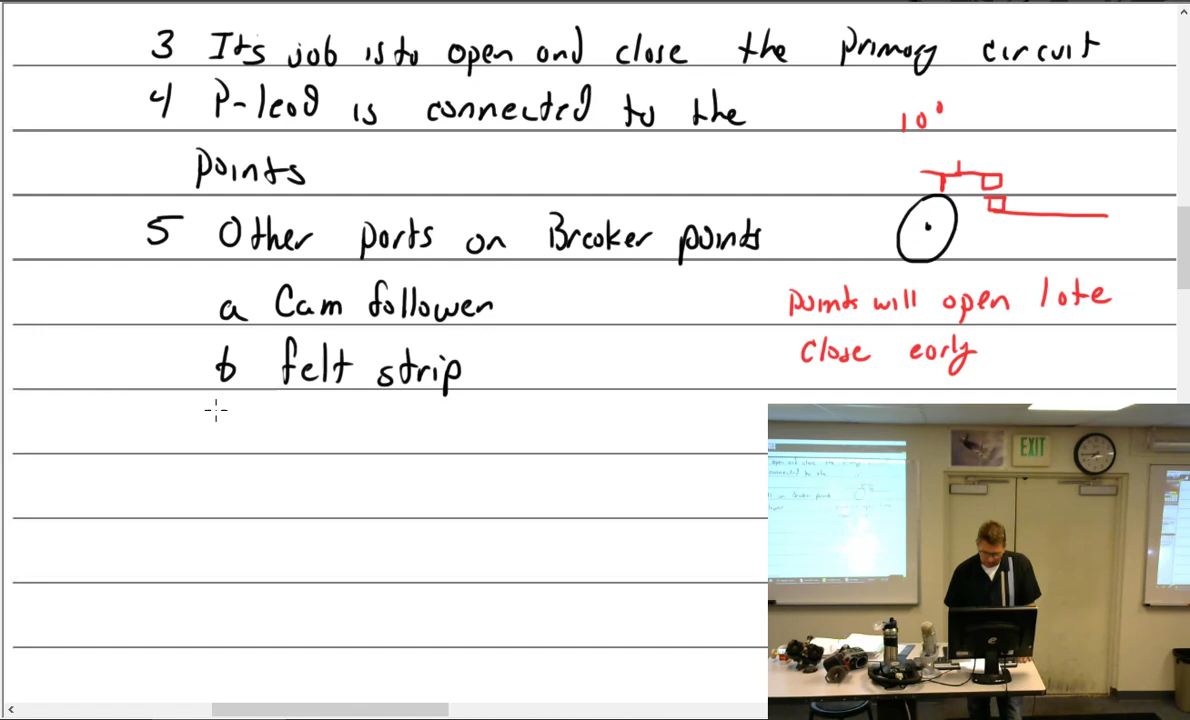 3 It's job is to open and close the primary circuit
4 P-lead is connected to the
points
10°
5 Other parts on Breaker points
a Cam follower
points will open late
b felt strip
close early
EXIT